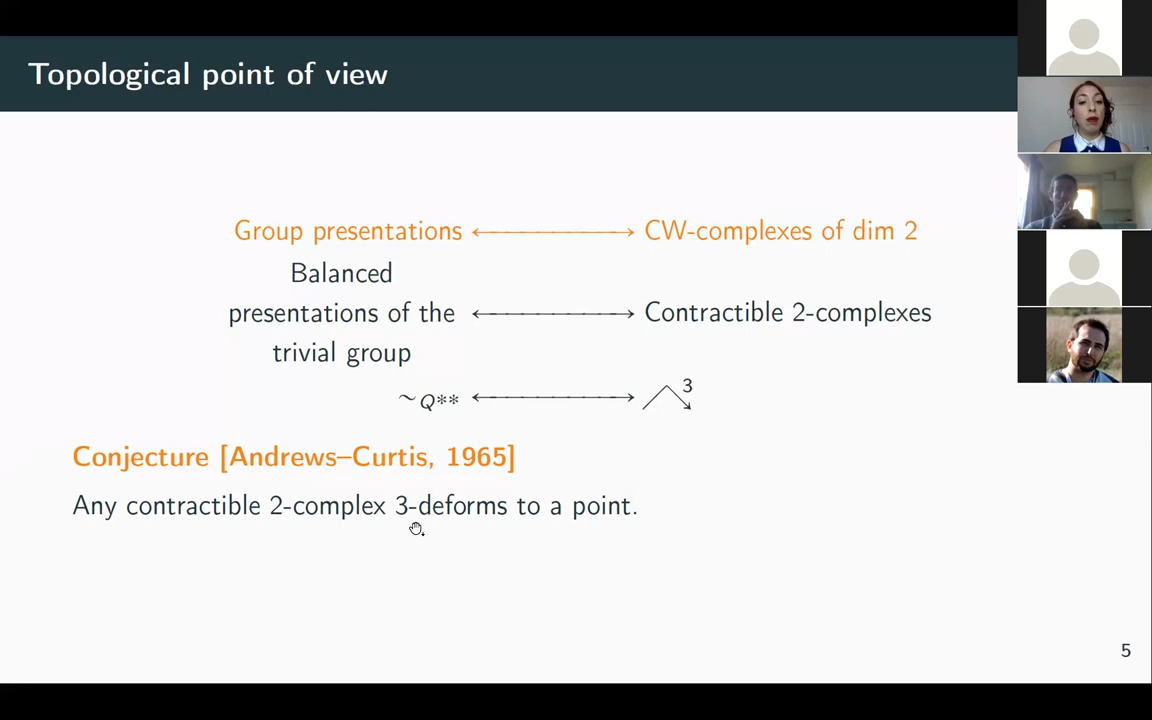 Topological point of view
Group presentations ⟷ CW-complexes of dim 2
Balanced
presentations of the ⟷ Contractible 2-complexes
trivial group
∼Q** ⟷ 3
Conjecture [Andrews–Curtis, 1965]
Any contractible 2-complex 3-deforms to a point.
5